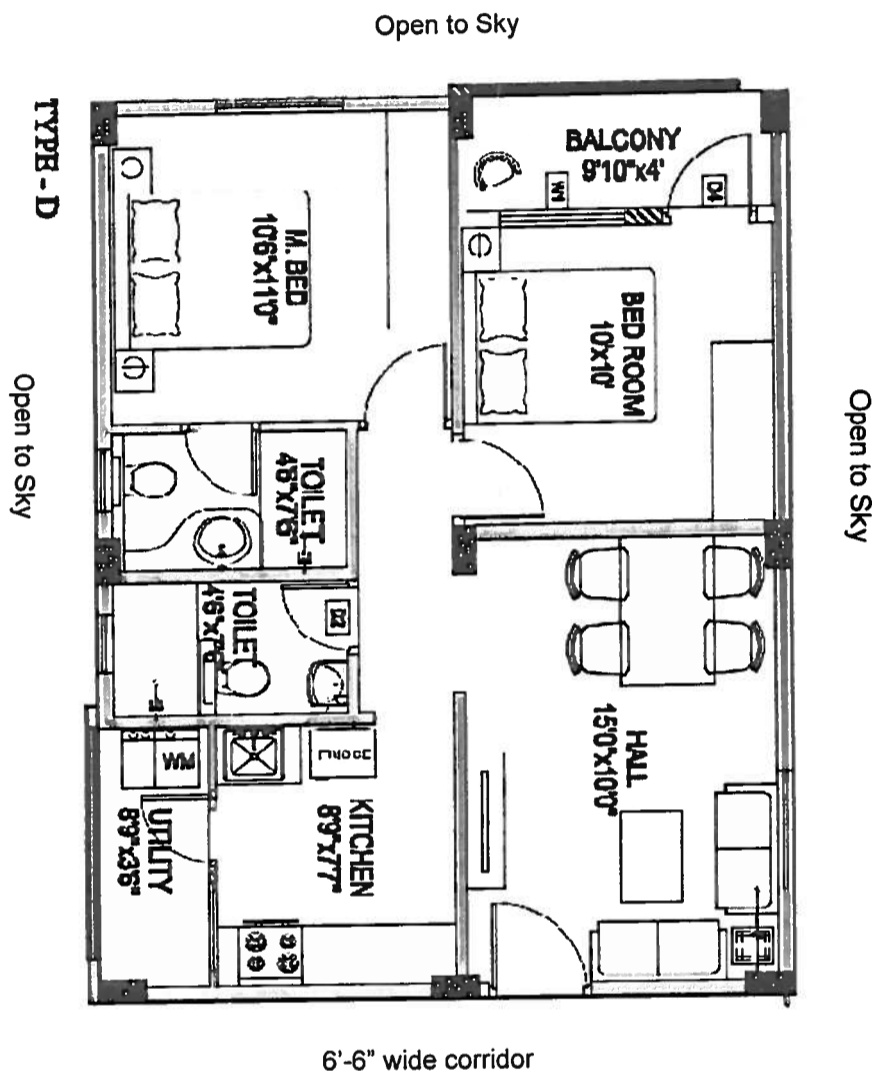 Open to Sky
TYPE - D
BALCONY
9'10"x4'
W1
D4
M. BED
10'6"x11'0"
BED ROOM
10'x10'
Open to Sky
Open to Sky
TOILET
4'6"x7'6"
TOILET
4'6"x7'6"
D2
HALL
15'0"x10'0"
WM
UTILITY
8'9"x3'6"
KITCHEN
8'9"x7'7"
6'-6" wide corridor